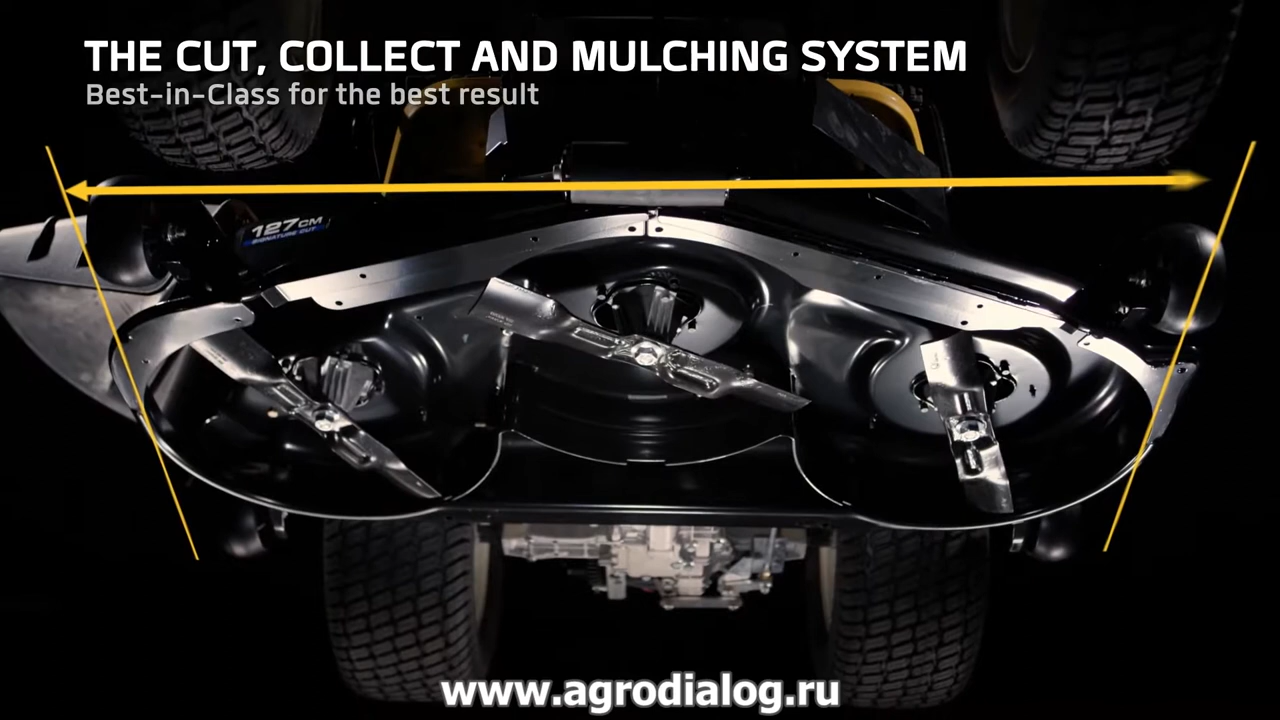 THE CUT, COLLECT AND MULCHING SYSTEM
Best-in-Class for the best result
127CM
SIGNATURE CUT
www.agrodialog.ru